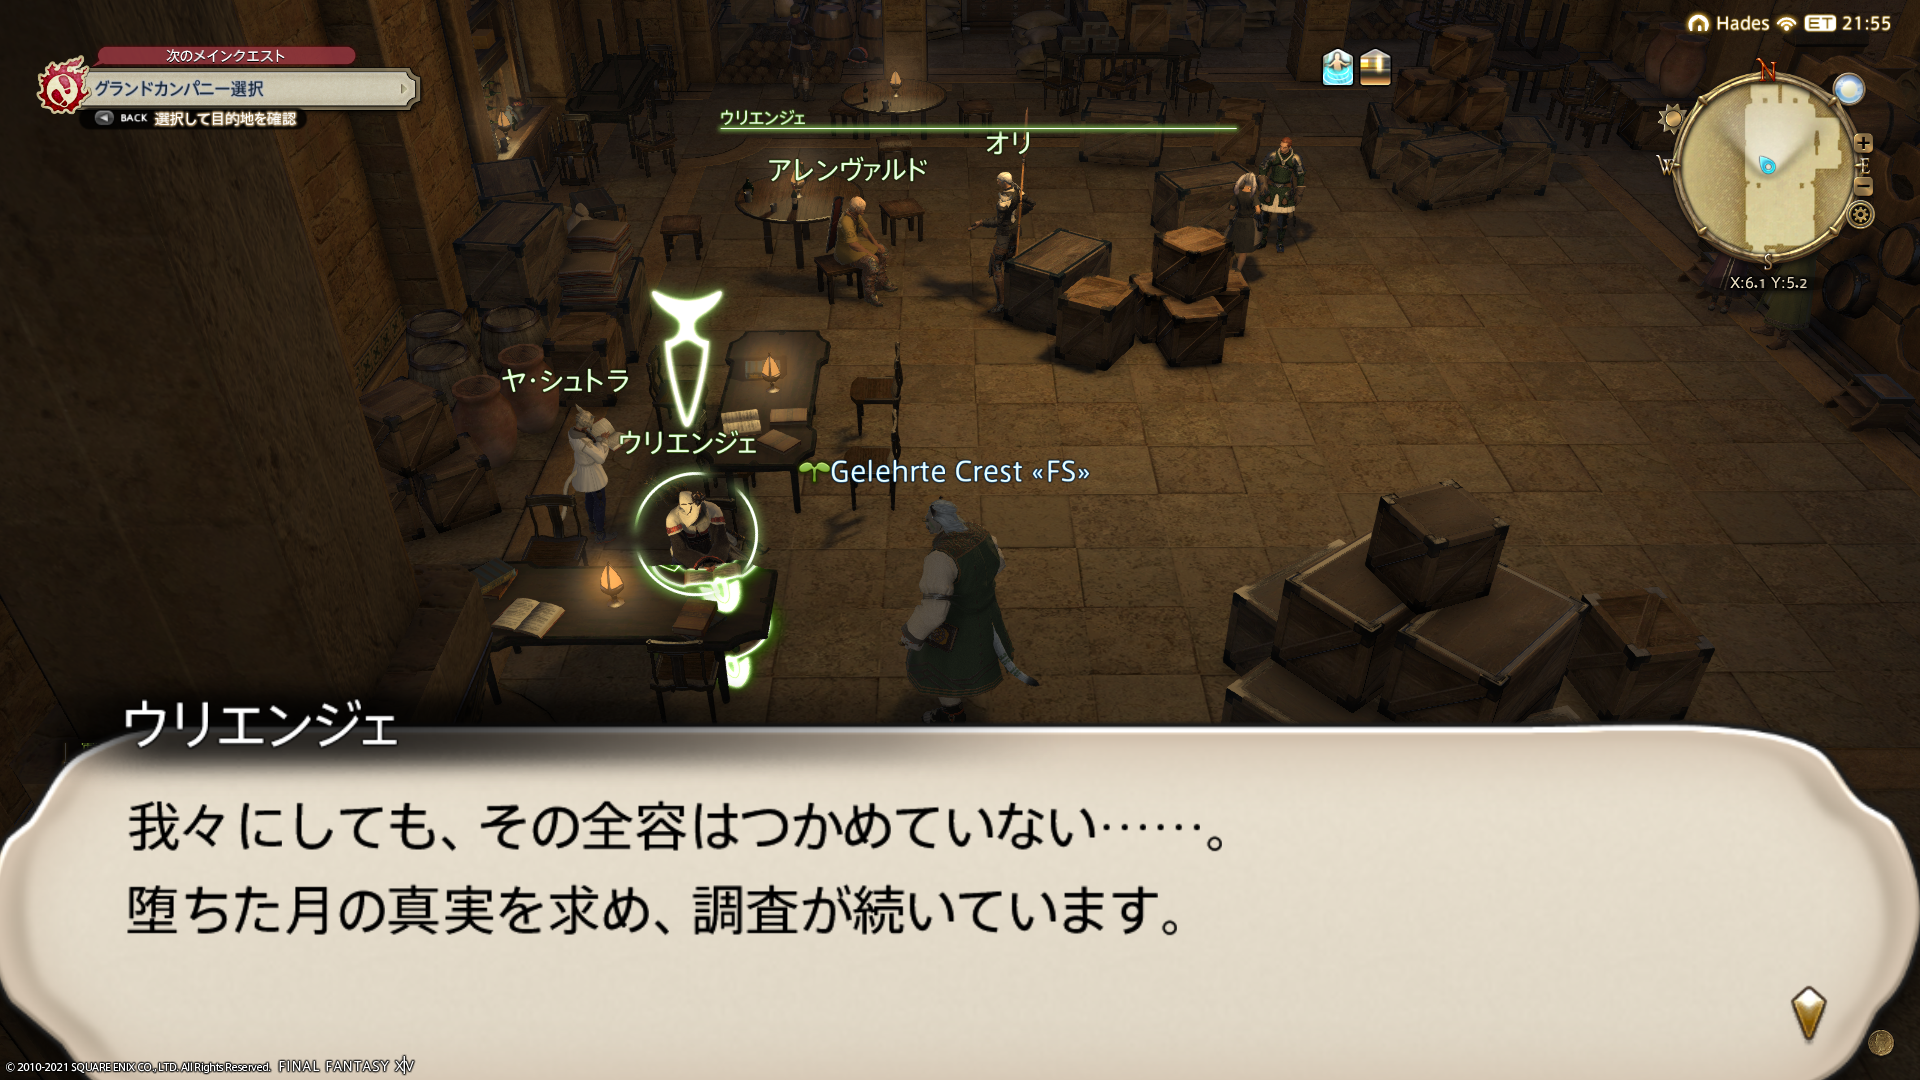 Hades ET 21:55
次のメインクエスト
グランドカンパニー選択
BACK 選択して目的地を確認
N
W
E
S
X:6.1 Y:5.2
ウリエンジェ
オリ
アレンヴァルド
ヤ・シュトラ
ウリエンジェ
Gelehrte Crest «FS»
ウリエンジェ
我々にしても、その全容はつかめていない……。
堕ちた月の真実を求め、調査が続いています。
© 2010-2021 SQUARE ENIX CO., LTD. All Rights Reserved. FINAL FANTASY XIV